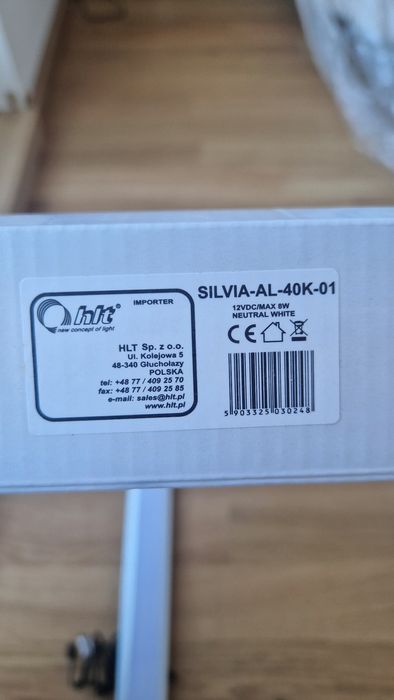 hlt®
new concept of light
IMPORTER
HLT Sp. z o.o.
Ul. Kolejowa 5
48-340 Głuchołazy
POLSKA
tel: +48 77 / 409 25 70
fax: +48 77 / 409 25 85
e-mail: sales@hlt.pl
www.hlt.pl
SILVIA-AL-40K-01
12VDC/MAX 8W
NEUTRAL WHITE
CE
5 903325 030248